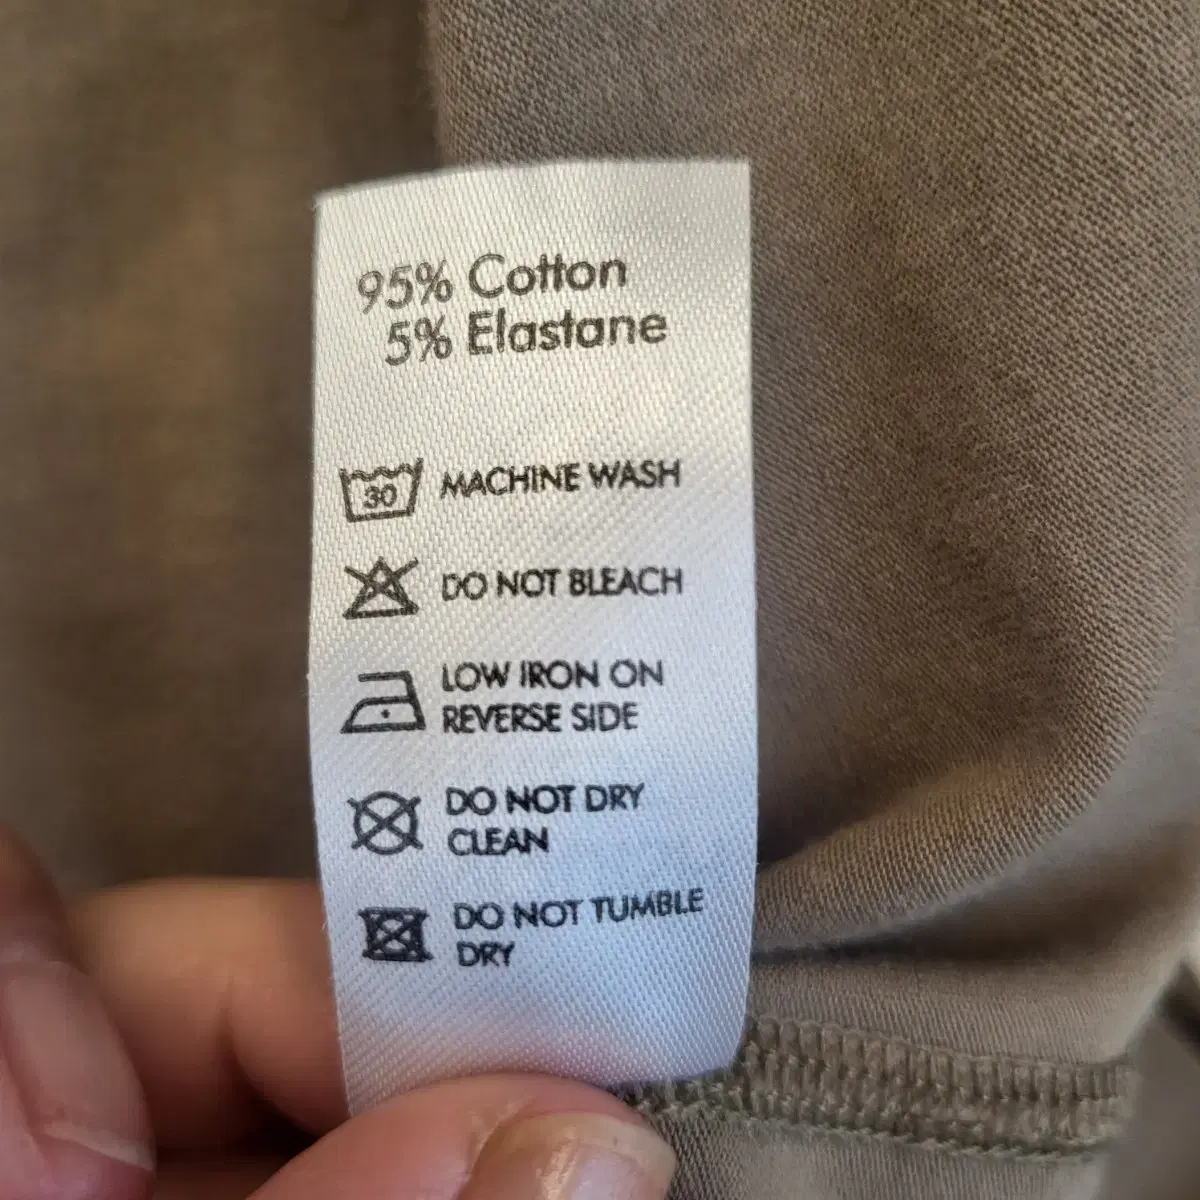 95% Cotton
5% Elastane
30 MACHINE WASH
DO NOT BLEACH
LOW IRON ON
REVERSE SIDE
DO NOT DRY
CLEAN
DO NOT TUMBLE
DRY